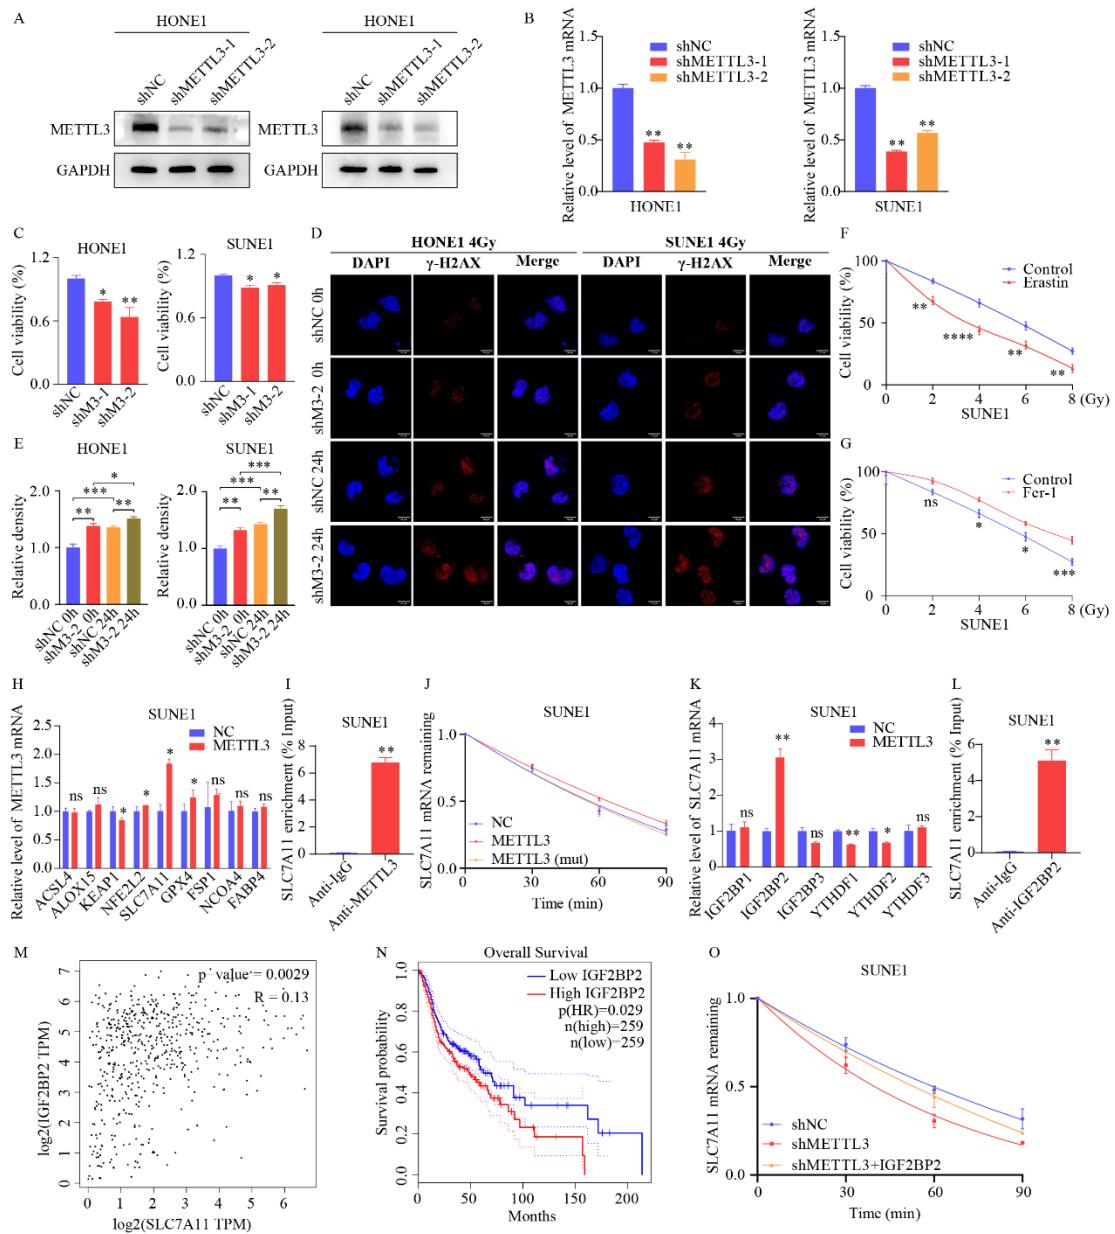 A
HONE1
HONE1
shNC
shMETTL3-1
shMETTL3-2
shNC
shMETTL3-1
shMETTL3-2
METTL3
METTL3
GAPDH
GAPDH
B
Relative level of METTL3 mRNA
1.5
1.0
0.5
0.0
shNC
shMETTL3-1
shMETTL3-2
**
**
HONE1
Relative level of METTL3 mRNA
1.5
1.0
0.5
0.0
shNC
shMETTL3-1
shMETTL3-2
**
**
SUNE1
C
HONE1
Cell viability (%)
1.2
0.6
0.0
*
**
shNC
shM3-1
shM3-2
SUNE1
Cell viability (%)
1.5
1.0
0.5
0.0
*
*
shNC
shM3-1
shM3-2
D
HONE1 4Gy
SUNE1 4Gy
DAPI
γ-H2AX
Merge
DAPI
γ-H2AX
Merge
shNC 0h
shM3-2 0h
shNC 24h
shM3-2 24h
E
HONE1
Relative density
2.0
1.0
0.0
*
***
**
**
shNC 0h
shM3-2 0h
shNC 24h
shM3-2 24h
SUNE1
Relative density
2.0
1.5
1.0
0.5
0.0
***
***
**
**
shNC 0h
shM3-2 0h
shNC 24h
shM3-2 24h
F
Cell viability (%)
100
50
0
Control
Erastin
**
****
**
**
0 2 4 6 8 (Gy)
SUNE1
G
Cell viability (%)
100
50
0
Control
Fer-1
ns
*
*
***
0 2 4 6 8 (Gy)
SUNE1
H
SUNE1
Relative level of METTL3 mRNA
2.5
2.0
1.5
1.0
0.5
0.0
NC
METTL3
ns
ns
*
*
*
*
ns
ns
ns
ACSL4
ALOX15
KEAP1
NFE2L2
SLC7A11
GPX4
FSP1
NCOA4
FABP4
I
SUNE1
SLC7A11 enrichment (% Input)
8
6
4
2
0
**
Anti-IgG
Anti-METTL3
J
SUNE1
SLC7A11 mRNA remaining
1.0
0.5
0.0
NC
METTL3
METTL3 (mut)
0 30 60 90
Time (min)
K
SUNE1
Relative level of SLC7A11 mRNA
4
3
2
1
0
NC
METTL3
ns
**
ns
**
*
ns
IGF2BP1
IGF2BP2
IGF2BP3
YTHDF1
YTHDF2
YTHDF3
L
SUNE1
SLC7A11 enrichment (% Input)
8
6
4
2
0
**
Anti-IgG
Anti-IGF2BP2
M
log2(IGF2BP2 TPM)
7
6
5
4
3
2
1
0
p−value = 0.0029
R = 0.13
0 1 2 3 4 5 6
log2(SLC7A11 TPM)
N
Overall Survival
Survival probability
1.0
0.8
0.6
0.4
0.2
0.0
Low IGF2BP2
High IGF2BP2
p(HR)=0.029
n(high)=259
n(low)=259
0 50 100 150 200
Months
O
SUNE1
SLC7A11 mRNA remaining
1.0
0.5
0.0
shNC
shMETTL3
shMETTL3+IGF2BP2
0 30 60 90
Time (min)